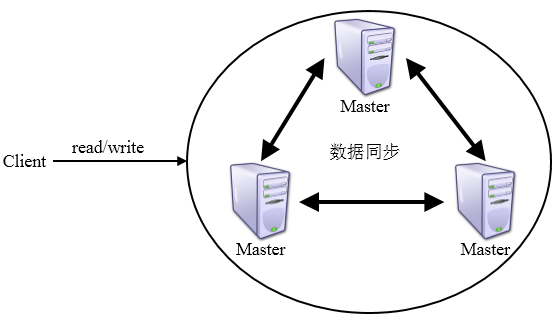 Master
read/write
Client
数据同步
Master
Master